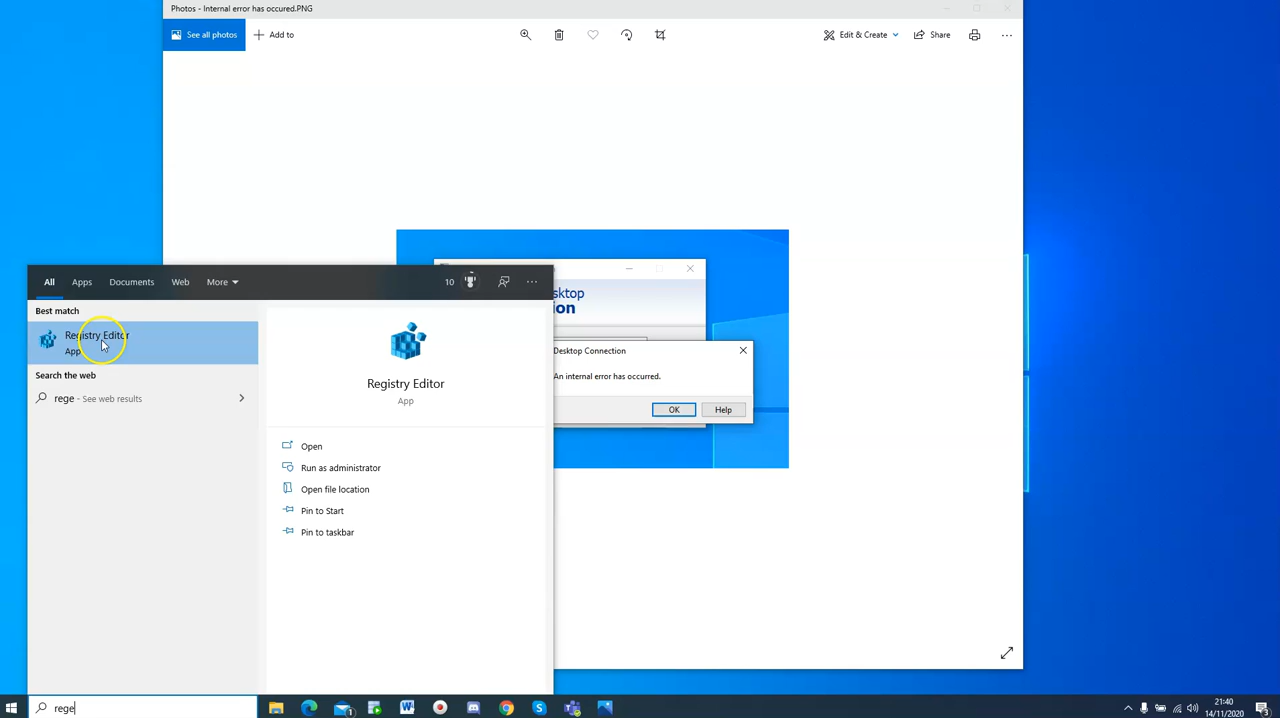 Photos - Internal error has occured.PNG
See all photos
Add to
Edit & Create
Share
sktop
ion
Desktop Connection
An internal error has occurred.
OK
Help
All
Apps
Documents
Web
More
10
Best match
Registry Editor
App
Search the web
rege - See web results
Registry Editor
App
Open
Run as administrator
Open file location
Pin to Start
Pin to taskbar
rege
21:40
14/11/2020